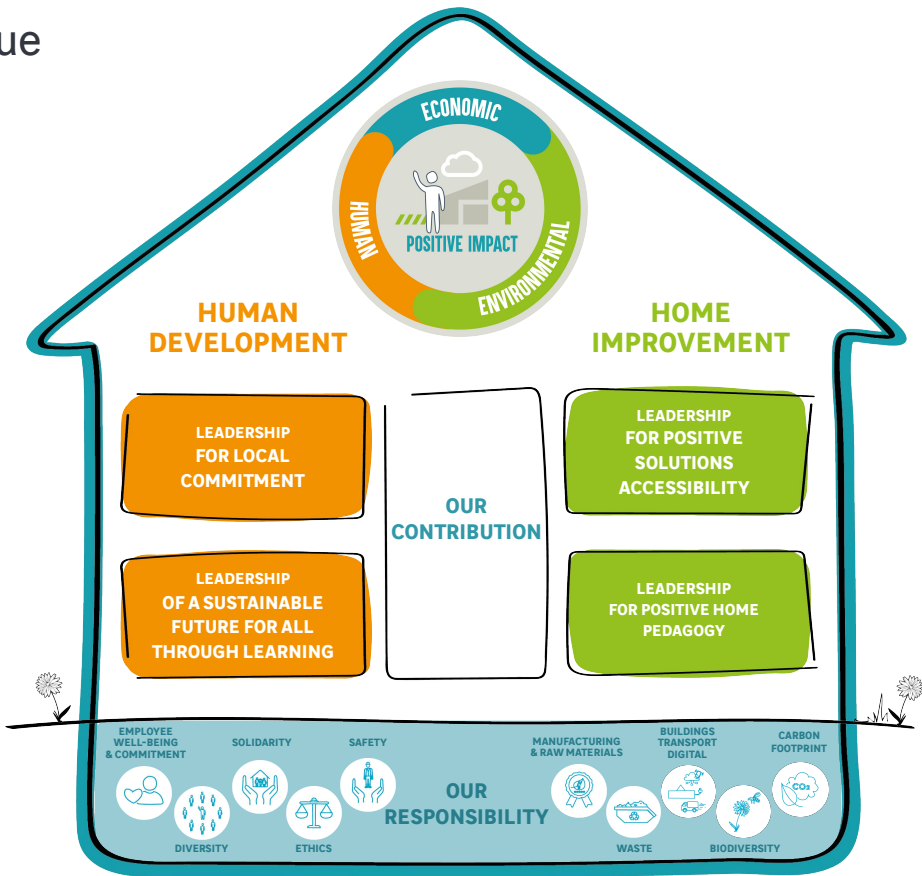 ue
ECONOMIC
HUMAN
ENVIRONMENTAL
POSITIVE IMPACT
HUMAN
DEVELOPMENT
HOME
IMPROVEMENT
LEADERSHIP
FOR LOCAL
COMMITMENT
LEADERSHIP
OF A SUSTAINABLE
FUTURE FOR ALL
THROUGH LEARNING
OUR
CONTRIBUTION
LEADERSHIP
FOR POSITIVE
SOLUTIONS
ACCESSIBILITY
LEADERSHIP
FOR POSITIVE HOME
PEDAGOGY
EMPLOYEE
WELL-BEING
& COMMITMENT
DIVERSITY
SOLIDARITY
ETHICS
SAFETY
OUR
RESPONSIBILITY
MANUFACTURING
& RAW MATERIALS
WASTE
BUILDINGS
TRANSPORT
DIGITAL
BIODIVERSITY
CARBON
FOOTPRINT
CO₂